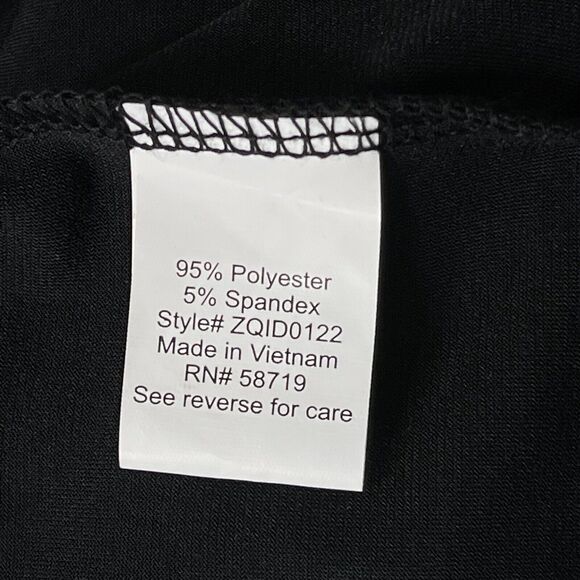 95% Polyester
5% Spandex
Style# ZQID0122
Made in Vietnam
RN# 58719
See reverse for care